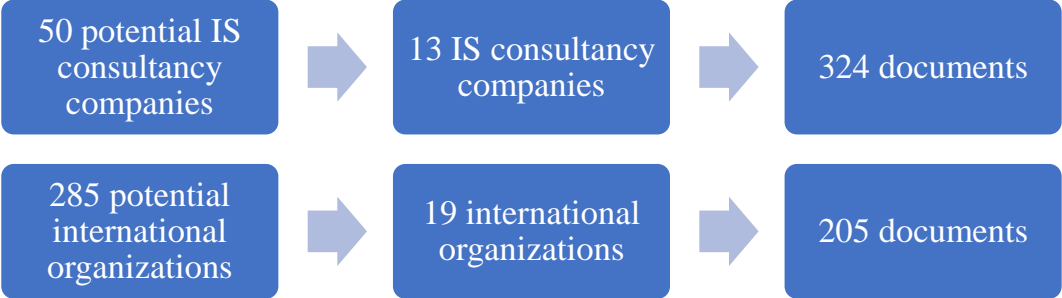 50 potential IS
consultancy
companies
13 IS consultancy
companies
324 documents
285 potential
international
organizations
19 international
organizations
205 documents